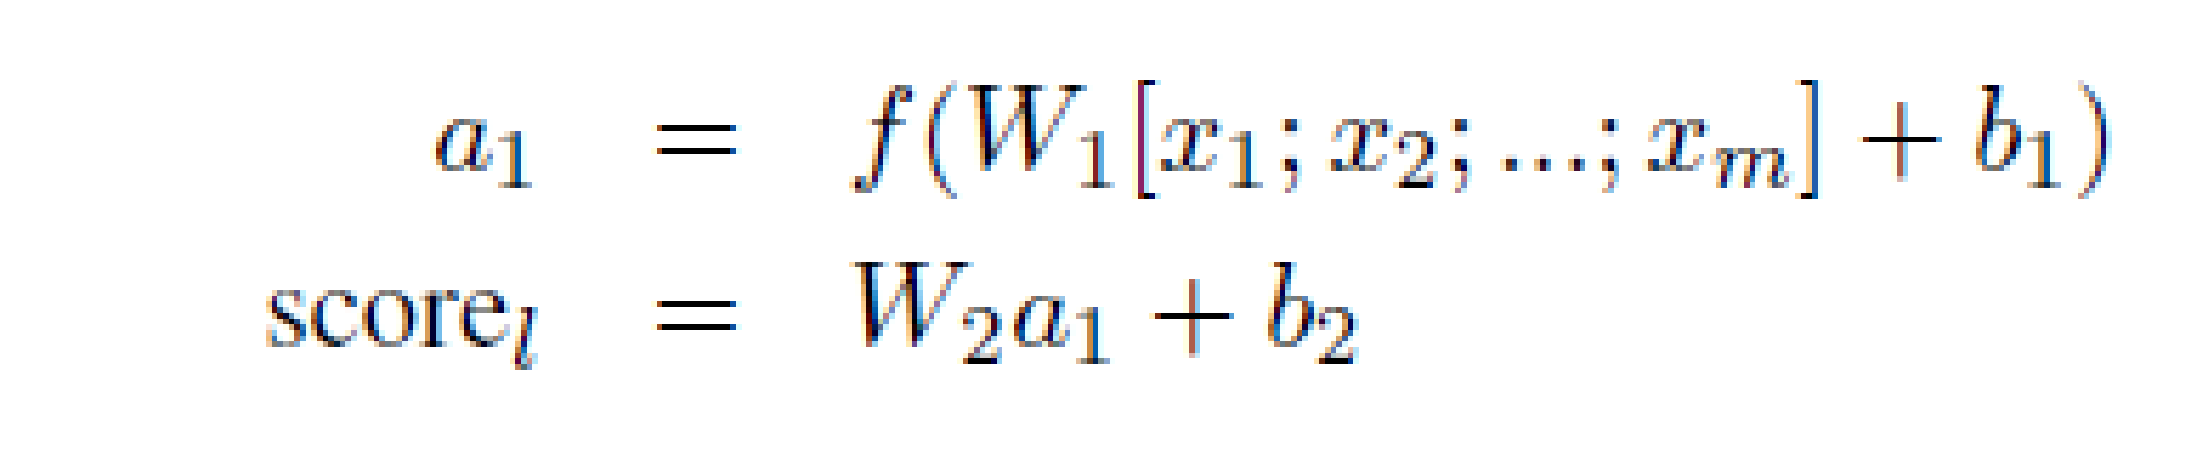 a₁ = f(W₁[x₁; x₂; ...; xₘ] + b₁)
scoreₗ = W₂a₁ + b₂